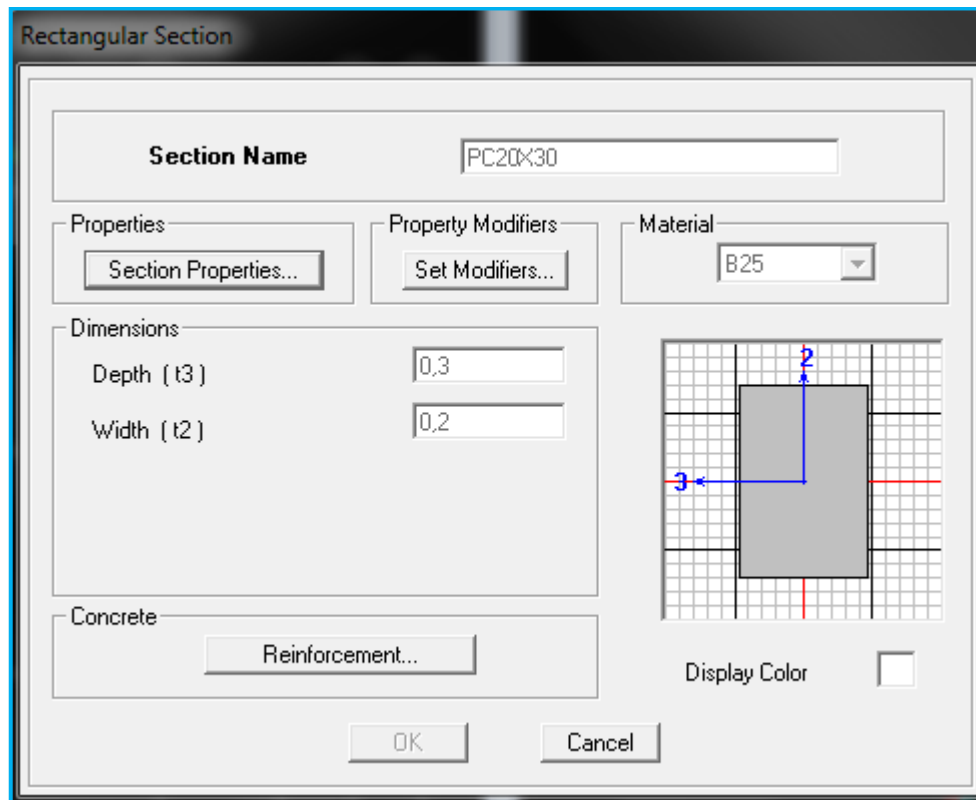 Rectangular Section
Section Name
PC20X30
Properties
Section Properties...
Property Modifiers
Set Modifiers...
Material
B25
Dimensions
Depth ( t3 )
0,3
Width ( t2 )
0,2
2
3
Concrete
Reinforcement...
Display Color
OK
Cancel